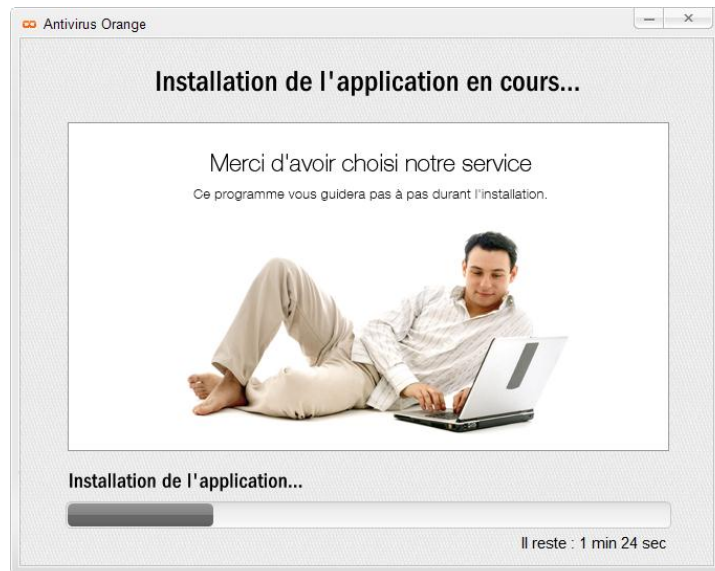 Antivirus Orange
Installation de l'application en cours...
Merci d'avoir choisi notre service
Ce programme vous guidera pas à pas durant l'installation.
Installation de l'application...
Il reste : 1 min 24 sec